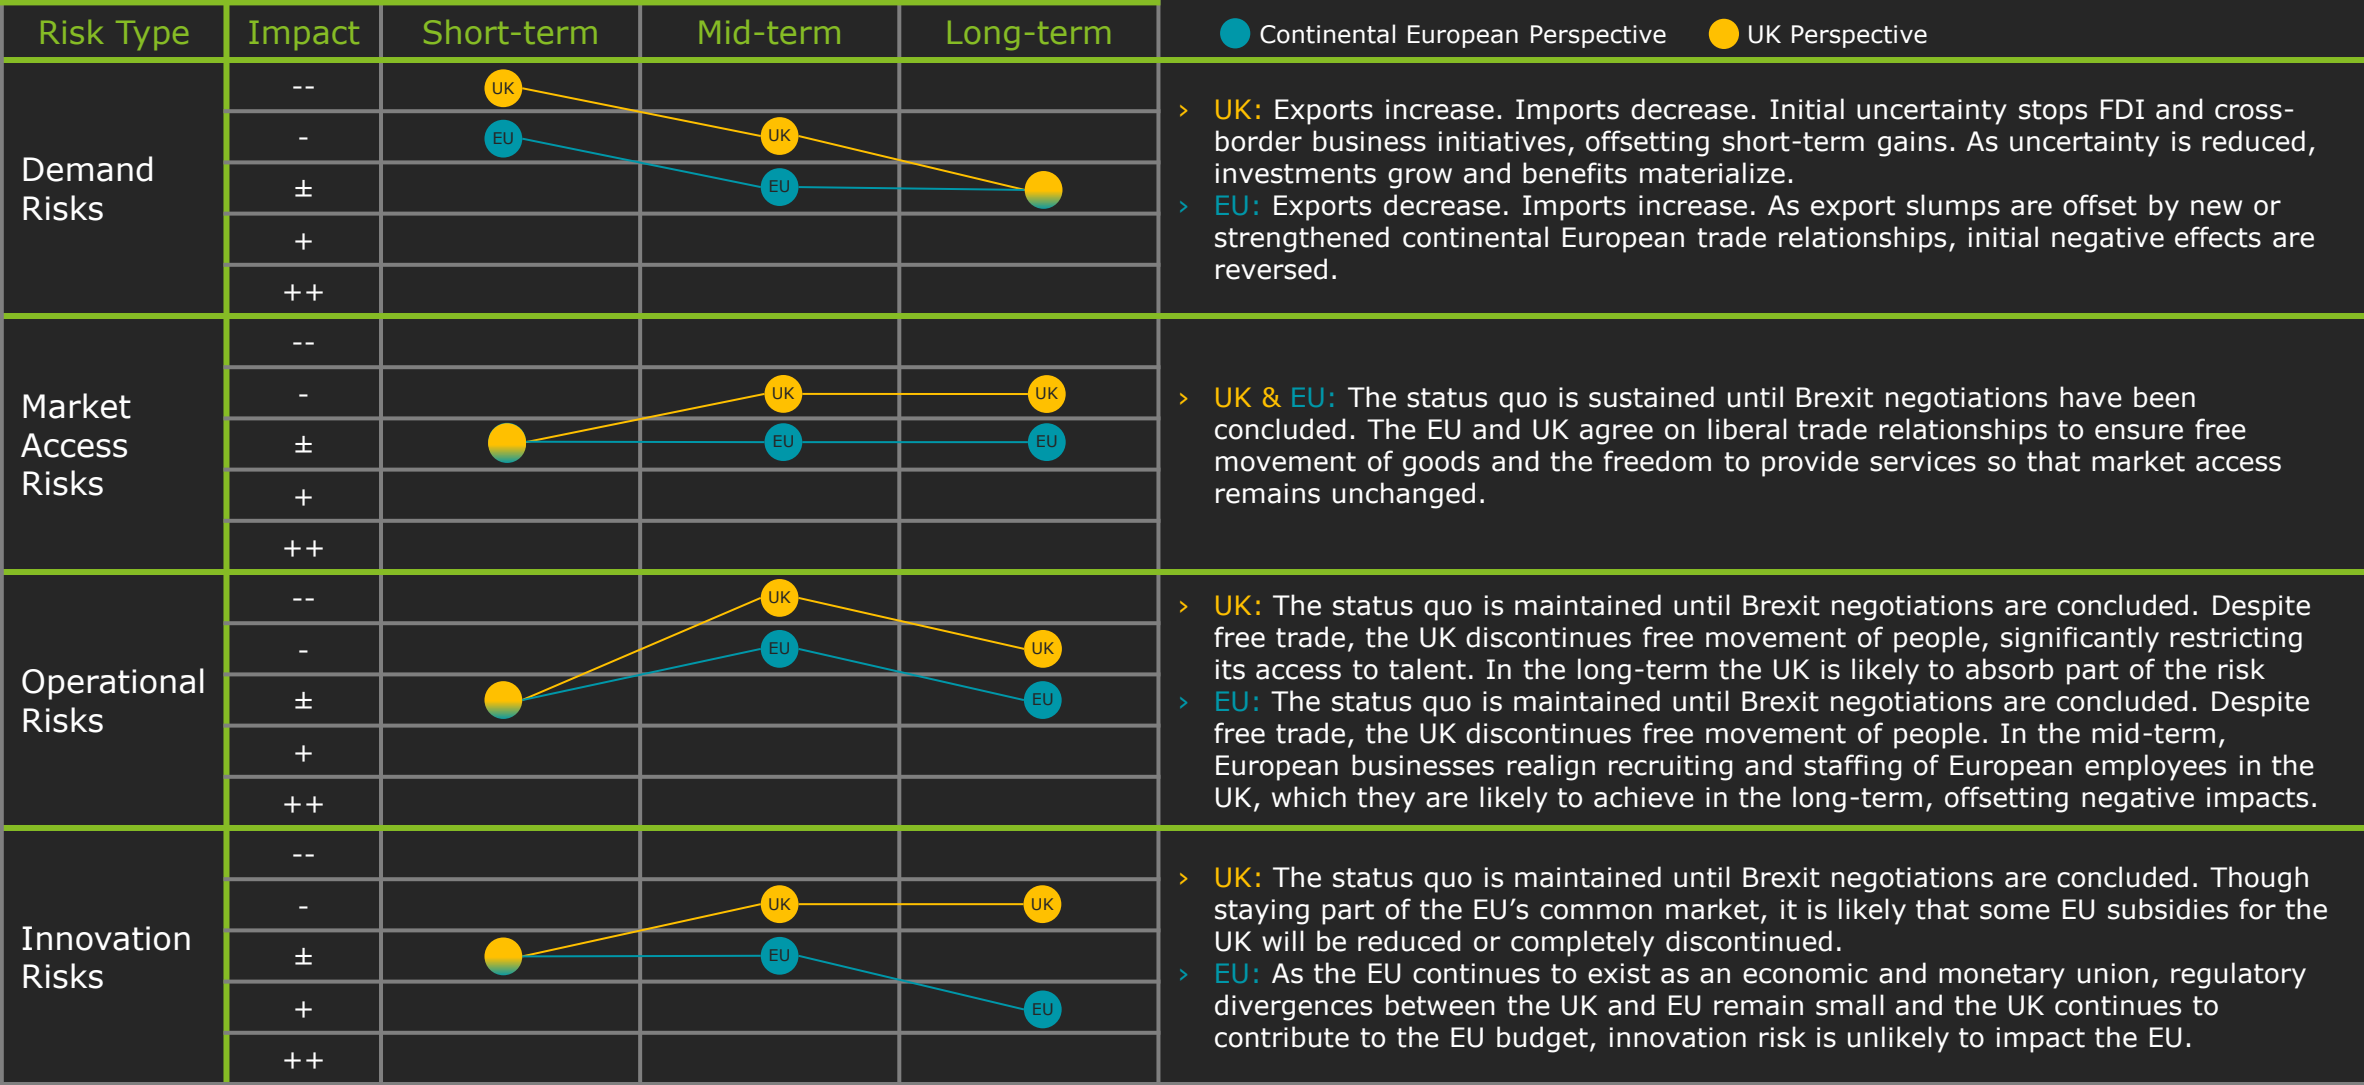 Risk Type Impact Short-term Mid-term Long-term
Continental European Perspective UK Perspective
Demand
Risks
--
-
±
+
++
UK
EU
UK
EU
› UK: Exports increase. Imports decrease. Initial uncertainty stops FDI and cross-
border business initiatives, offsetting short-term gains. As uncertainty is reduced,
investments grow and benefits materialize.
› EU: Exports decrease. Imports increase. As export slumps are offset by new or
strengthened continental European trade relationships, initial negative effects are
reversed.
Market
Access
Risks
--
-
±
+
++
UK UK
EU EU
› UK & EU: The status quo is sustained until Brexit negotiations have been
concluded. The EU and UK agree on liberal trade relationships to ensure free
movement of goods and the freedom to provide services so that market access
remains unchanged.
Operational
Risks
--
-
±
+
++
UK
EU UK
EU
› UK: The status quo is maintained until Brexit negotiations are concluded. Despite
free trade, the UK discontinues free movement of people, significantly restricting
its access to talent. In the long-term the UK is likely to absorb part of the risk
› EU: The status quo is maintained until Brexit negotiations are concluded. Despite
free trade, the UK discontinues free movement of people. In the mid-term,
European businesses realign recruiting and staffing of European employees in the
UK, which they are likely to achieve in the long-term, offsetting negative impacts.
Innovation
Risks
--
-
±
+
++
UK UK
EU
EU
› UK: The status quo is maintained until Brexit negotiations are concluded. Though
staying part of the EU’s common market, it is likely that some EU subsidies for the
UK will be reduced or completely discontinued.
› EU: As the EU continues to exist as an economic and monetary union, regulatory
divergences between the UK and EU remain small and the UK continues to
contribute to the EU budget, innovation risk is unlikely to impact the EU.